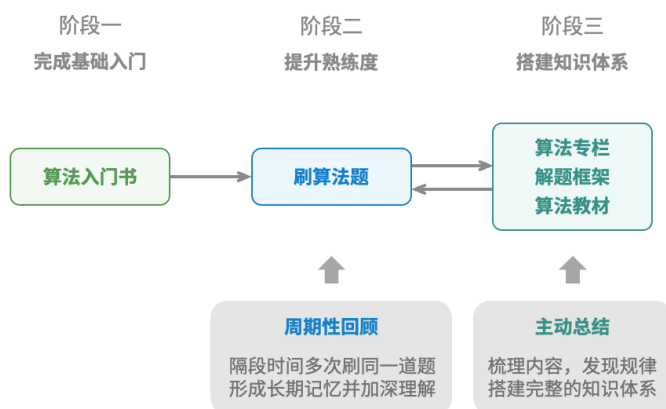 阶段一
阶段二
阶段三
完成基础入门
提升熟练度
搭建知识体系
算法入门书
刷算法题
算法专栏
解题框架
算法教材
周期性回顾
隔段时间多次刷同一道题
形成长期记忆并加深理解
主动总结
梳理内容，发现规律
搭建完整的知识体系